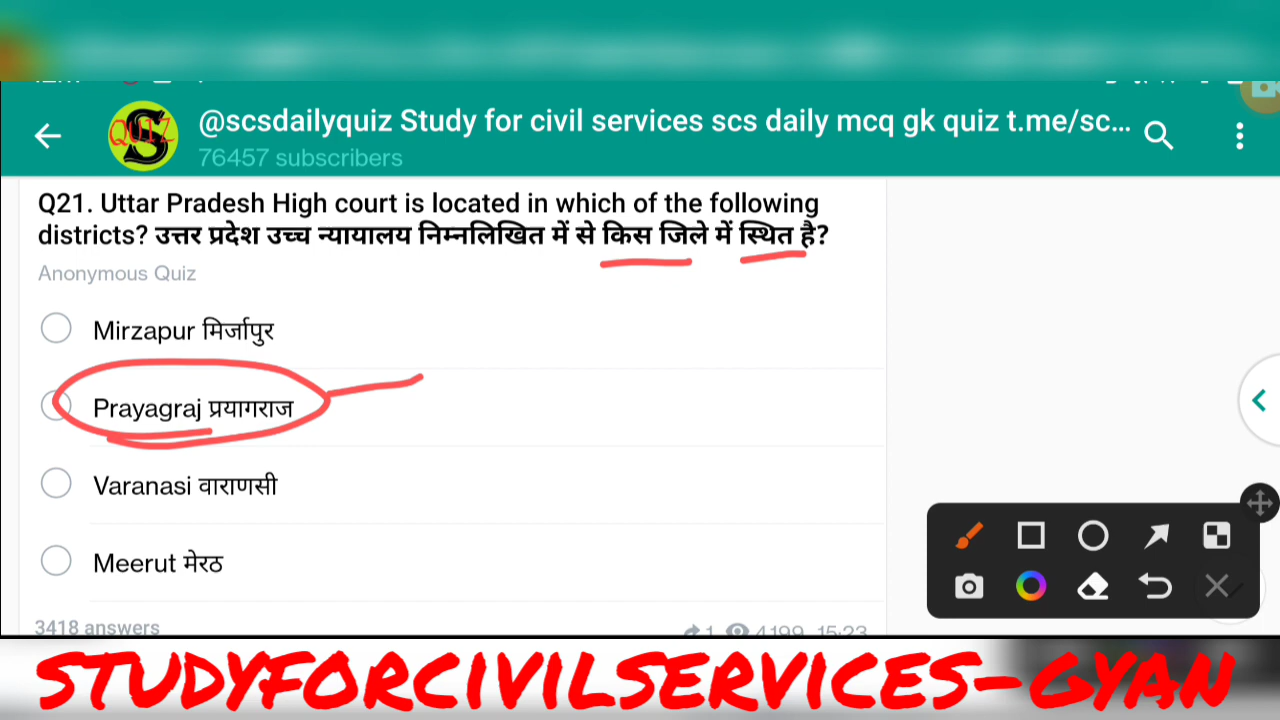 @scsdailyquiz Study for civil services scs daily mcq gk quiz t.me/sc...
76457 subscribers
Q21. Uttar Pradesh High court is located in which of the following
districts? उत्तर प्रदेश उच्च न्यायालय निम्नलिखित में से किस जिले में स्थित है?
Anonymous Quiz
Mirzapur मिर्जापुर
Prayagraj प्रयागराज
Varanasi वाराणसी
Meerut मेरठ
3418 answers
1 4199 15:23
STUDYFORCIVILSERVICES-GYAN